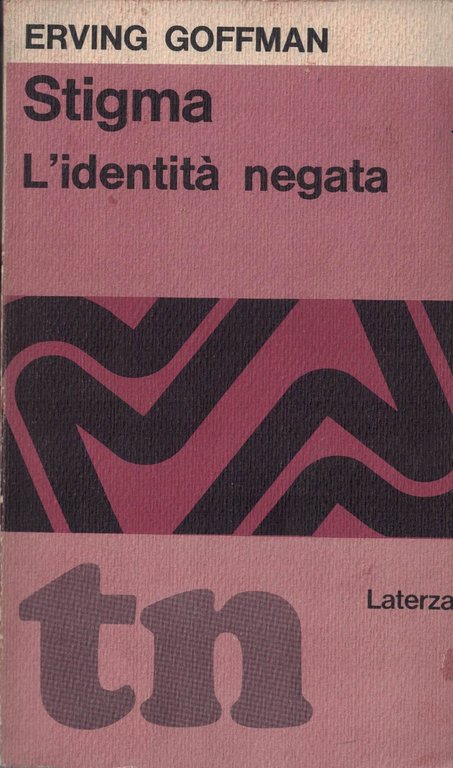 ERVING GOFFMAN
Stigma
L'identità negata
Laterza
tn